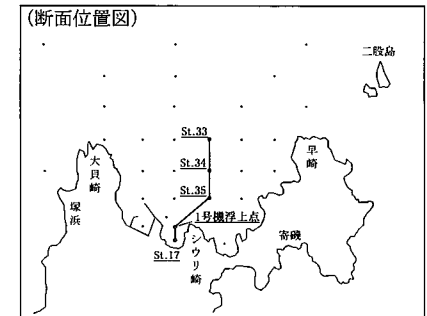 (断面位置図)
二股島
St.33
早崎
St.34
大貝崎
St.35
塚浜
1号機浮上点
寄磯
シウリ崎
St.17